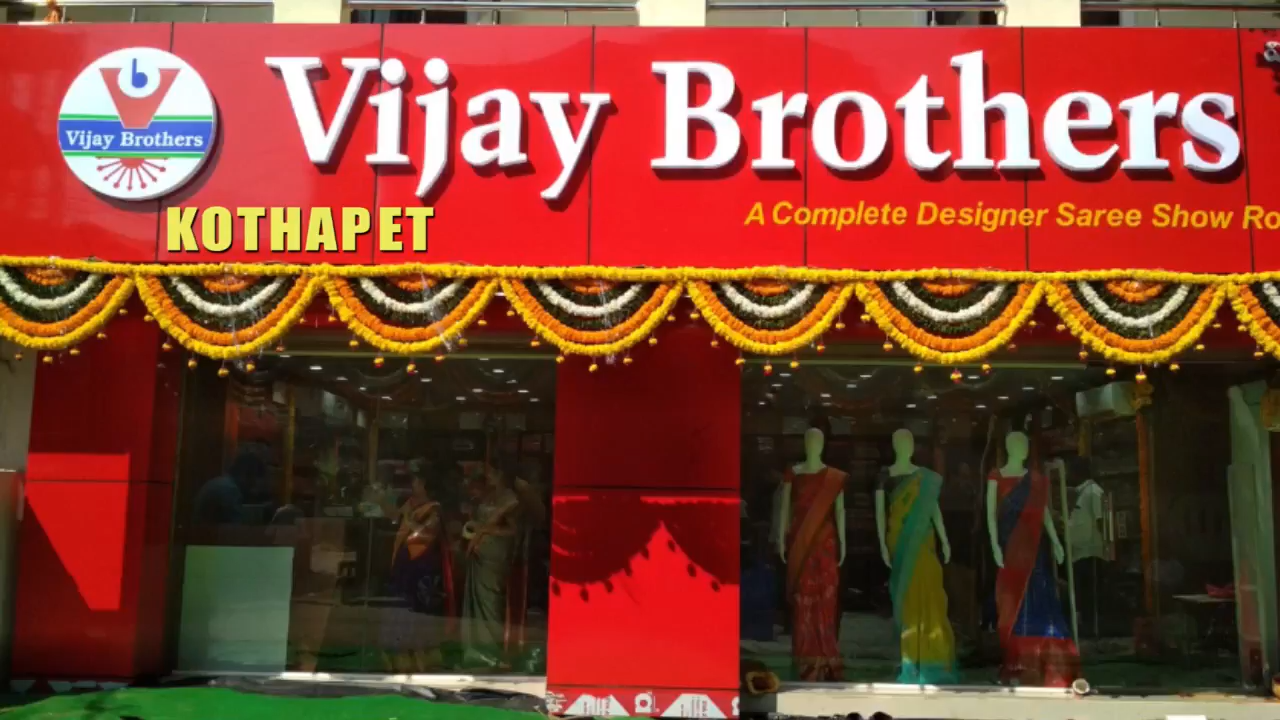 b
Vijay Brothers
Vijay Brothers
KOTHAPET
A Complete Designer Saree Show Ro